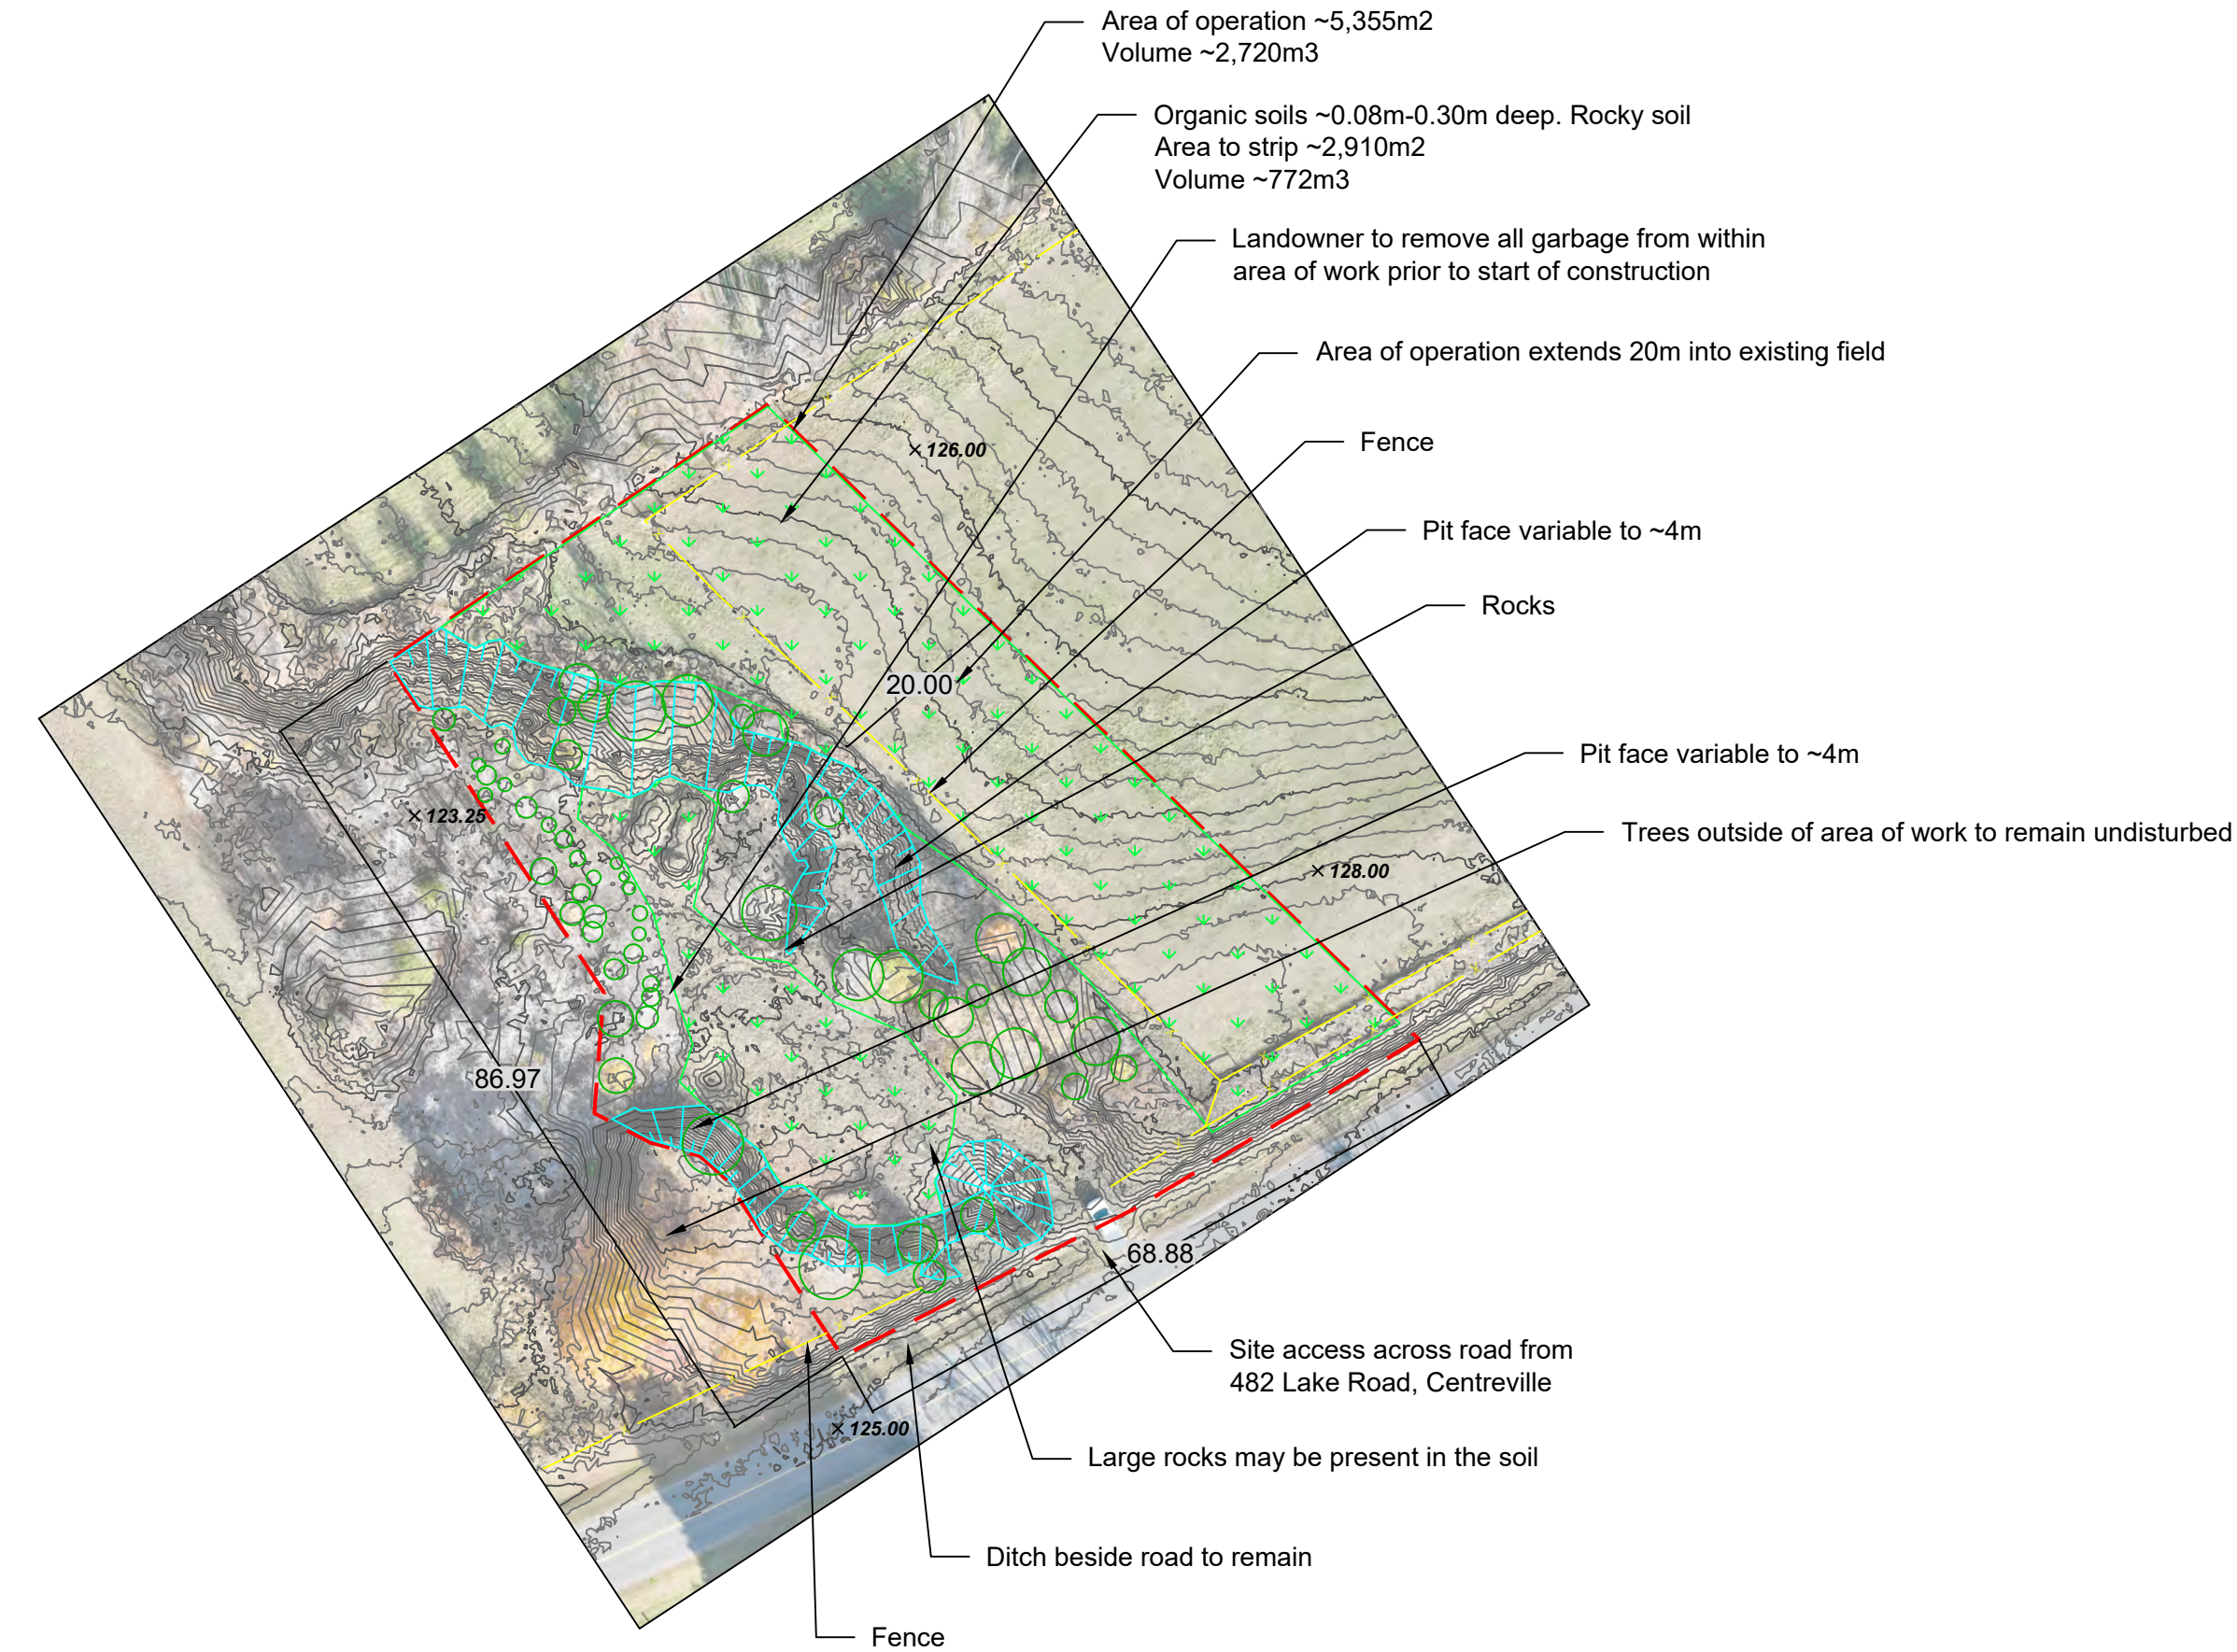 Area of operation ~5,355m2
Volume ~2,720m3
Organic soils ~0.08m-0.30m deep. Rocky soil
Area to strip ~2,910m2
Volume ~772m3
Landowner to remove all garbage from within
area of work prior to start of construction
Area of operation extends 20m into existing field
Fence
126.00
Pit face variable to ~4m
Rocks
20.00
Pit face variable to ~4m
123.25
Trees outside of area of work to remain undisturbed
128.00
86.97
68.88
Site access across road from
482 Lake Road, Centreville
125.00
Large rocks may be present in the soil
Ditch beside road to remain
Fence